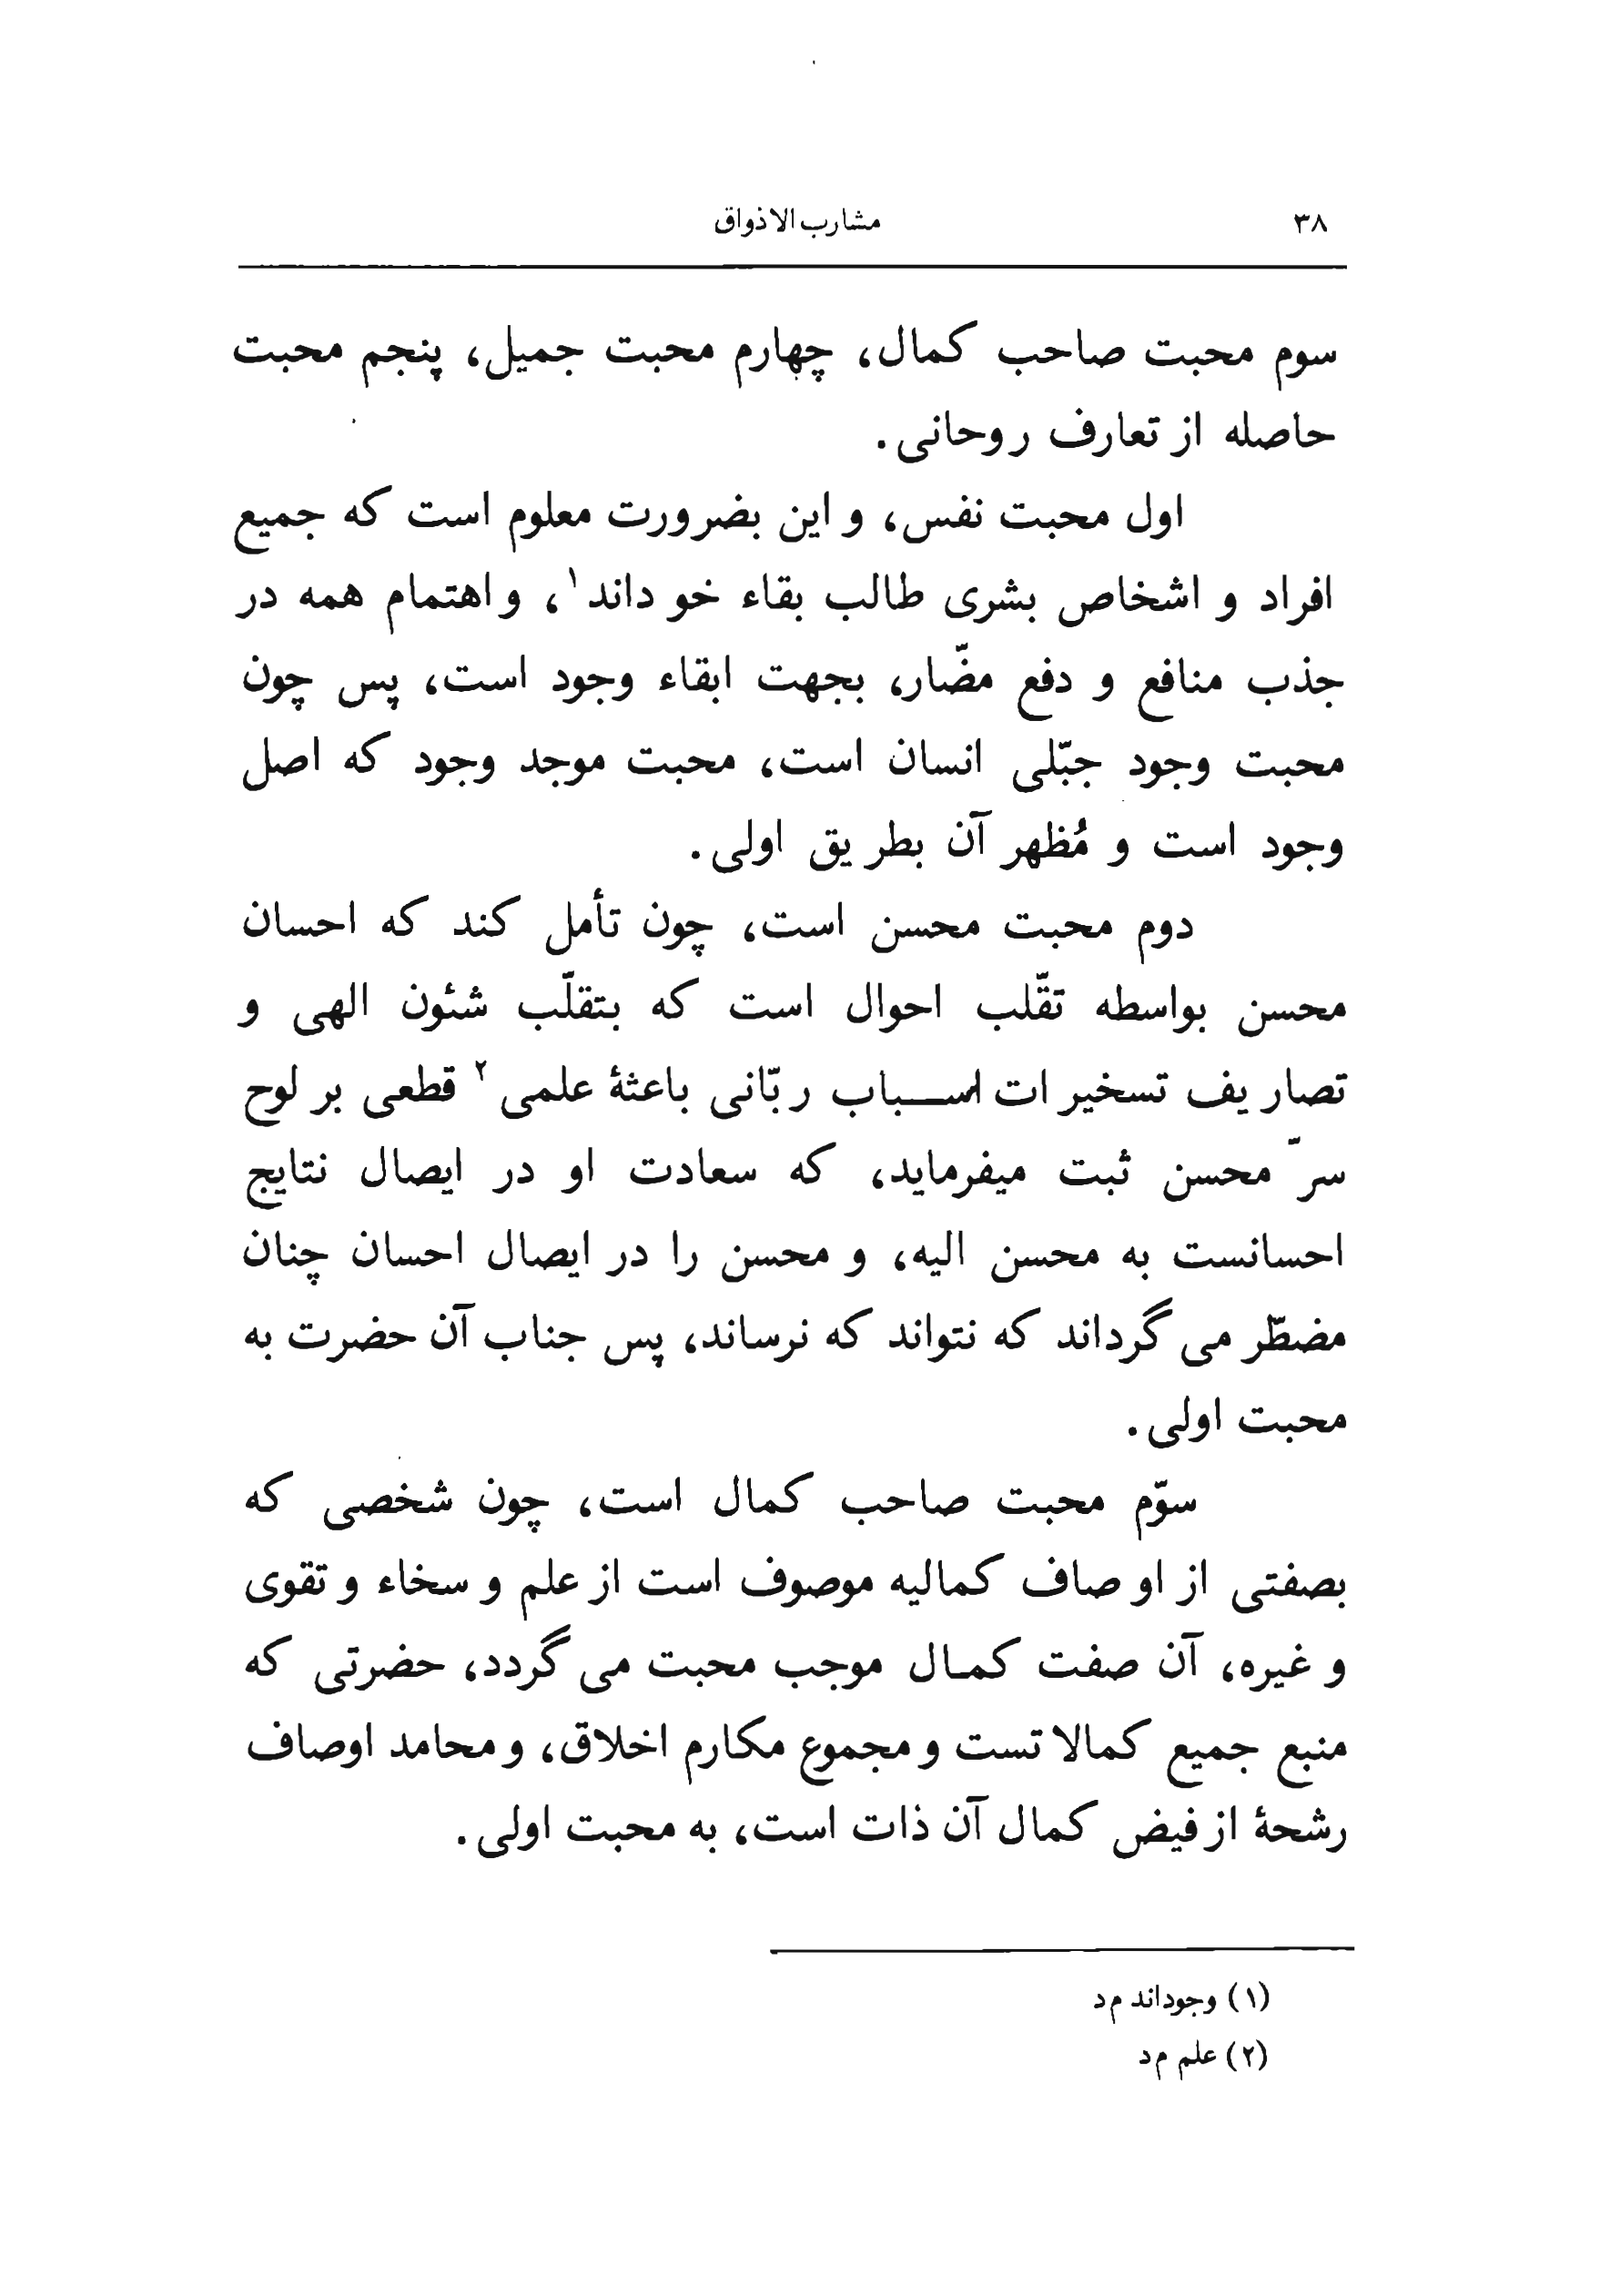 ۳۸ مشارب الاذواق
سوم محبت صاحب کمال، چهارم محبت جمیل، پنجم محبت
حاصله از تعارف روحانی.
اول محبت نفس، و این بضرورت معلوم است که جمیع
افراد و اشخاص بشری طالب بقاء خوداند۱، و اهتمام همه در
جذب منافع و دفع مضّار، بجهت ابقاء وجود است، پس چون
محبت وجود جبّلی انسان است، محبت موجد وجود که اصل
وجود است و مُظهر آن بطریق اولی.
دوم محبت محسن است، چون تأمل کند که احسان
محسن بواسطه تقّلب احوال است که بتقلّب شئون الهی و
تصاریف تسخیرات اسـباب ربّانی باعثهٔ علمی۲ قطعی بر لوح
سرّ محسن ثبت میفرماید، که سعادت او در ایصال نتایج
احسانست به محسن الیه، و محسن را در ایصال احسان چنان
مضطّر می گرداند که نتواند که نرساند، پس جناب آن حضرت به
محبت اولی.
سوّم محبت صاحب کمال است، چون شخصی که
بصفتی از اوصاف کمالیه موصوف است از علم و سخاء و تقوی
و غیره، آن صفت کمـال موجب محبت می گردد، حضرتی که
منبع جمیع کمالاتست و مجموع مکارم اخلاق، و محامد اوصاف
رشحهٔ از فیض کمال آن ذات است، به محبت اولی.
(۱) وجوداند م د
(۲) علم م د